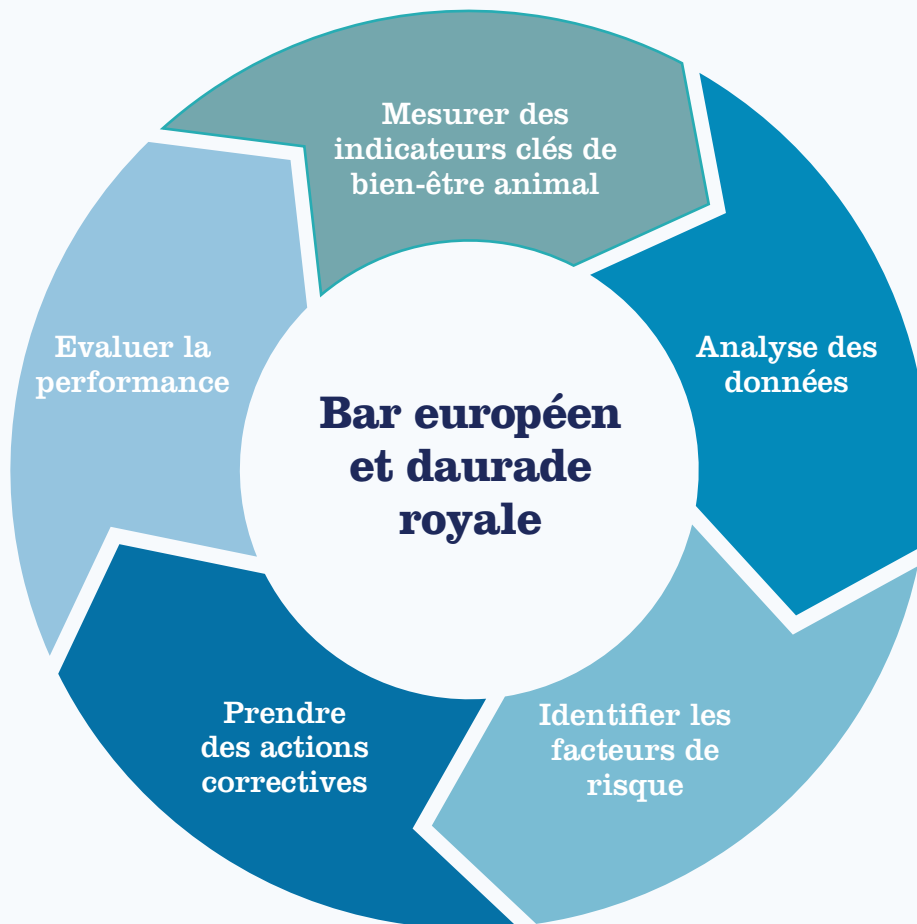 Mesurer des
indicateurs clés de
bien-être animal
Analyse des
données
Identifier les
facteurs de
risque
Prendre
des actions
correctives
Evaluer la
performance
Bar européen
et daurade
royale